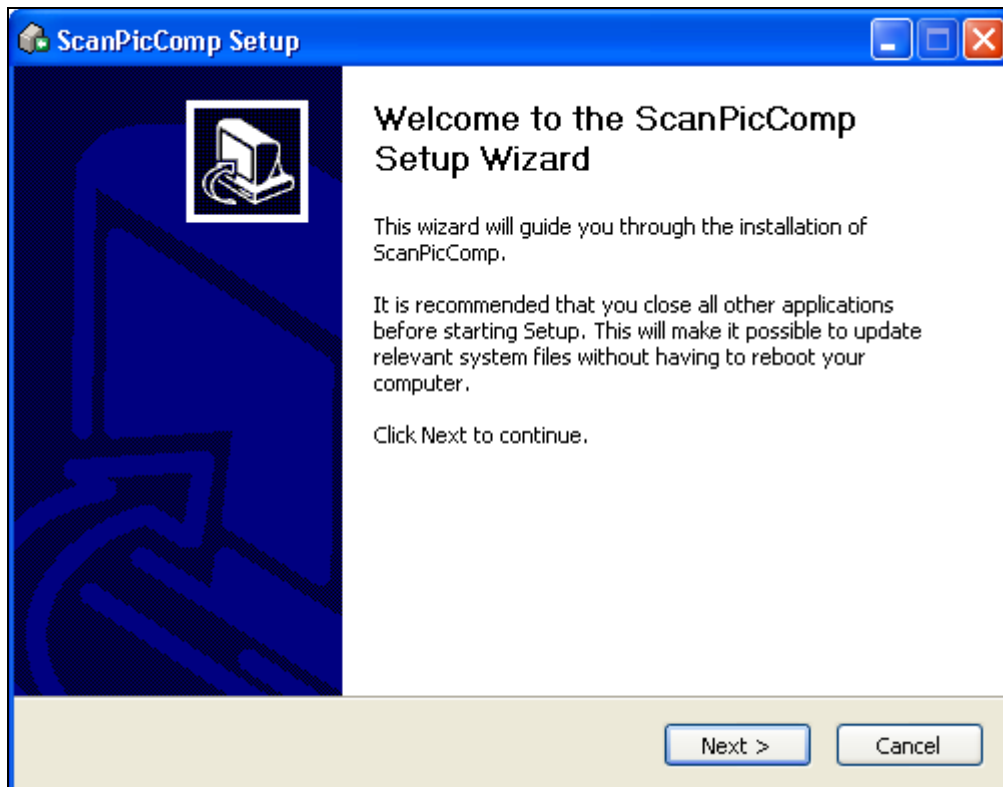 ScanPicComp Setup
Welcome to the ScanPicComp
Setup Wizard
This wizard will guide you through the installation of
ScanPicComp.
It is recommended that you close all other applications
before starting Setup. This will make it possible to update
relevant system files without having to reboot your
computer.
Click Next to continue.
Next >
Cancel